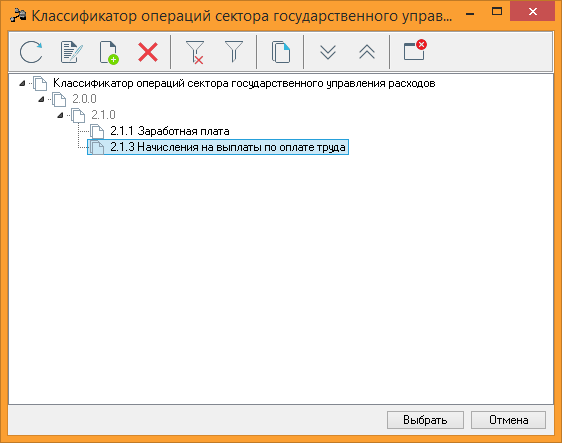 Классификатор операций сектора государственного управ...
Классификатор операций сектора государственного управления расходов
2.0.0
2.1.0
2.1.1 Заработная плата
2.1.3 Начисления на выплаты по оплате труда
Выбрать
Отмена